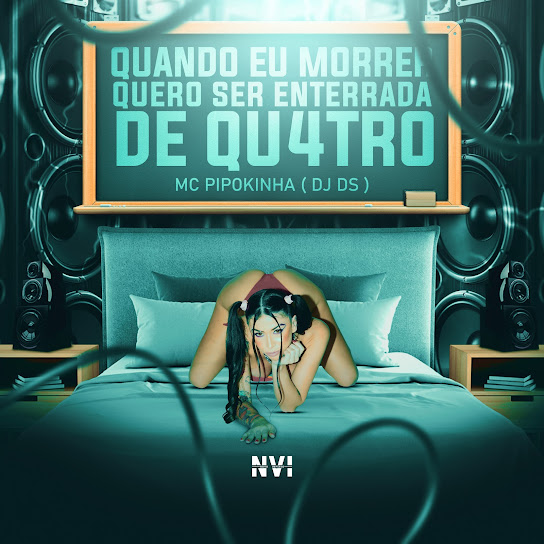 QUANDO EU MORRER
QUERO SER ENTERRADA
DE QU4TRO
MC PIPOKINHA ( DJ DS )
NVI